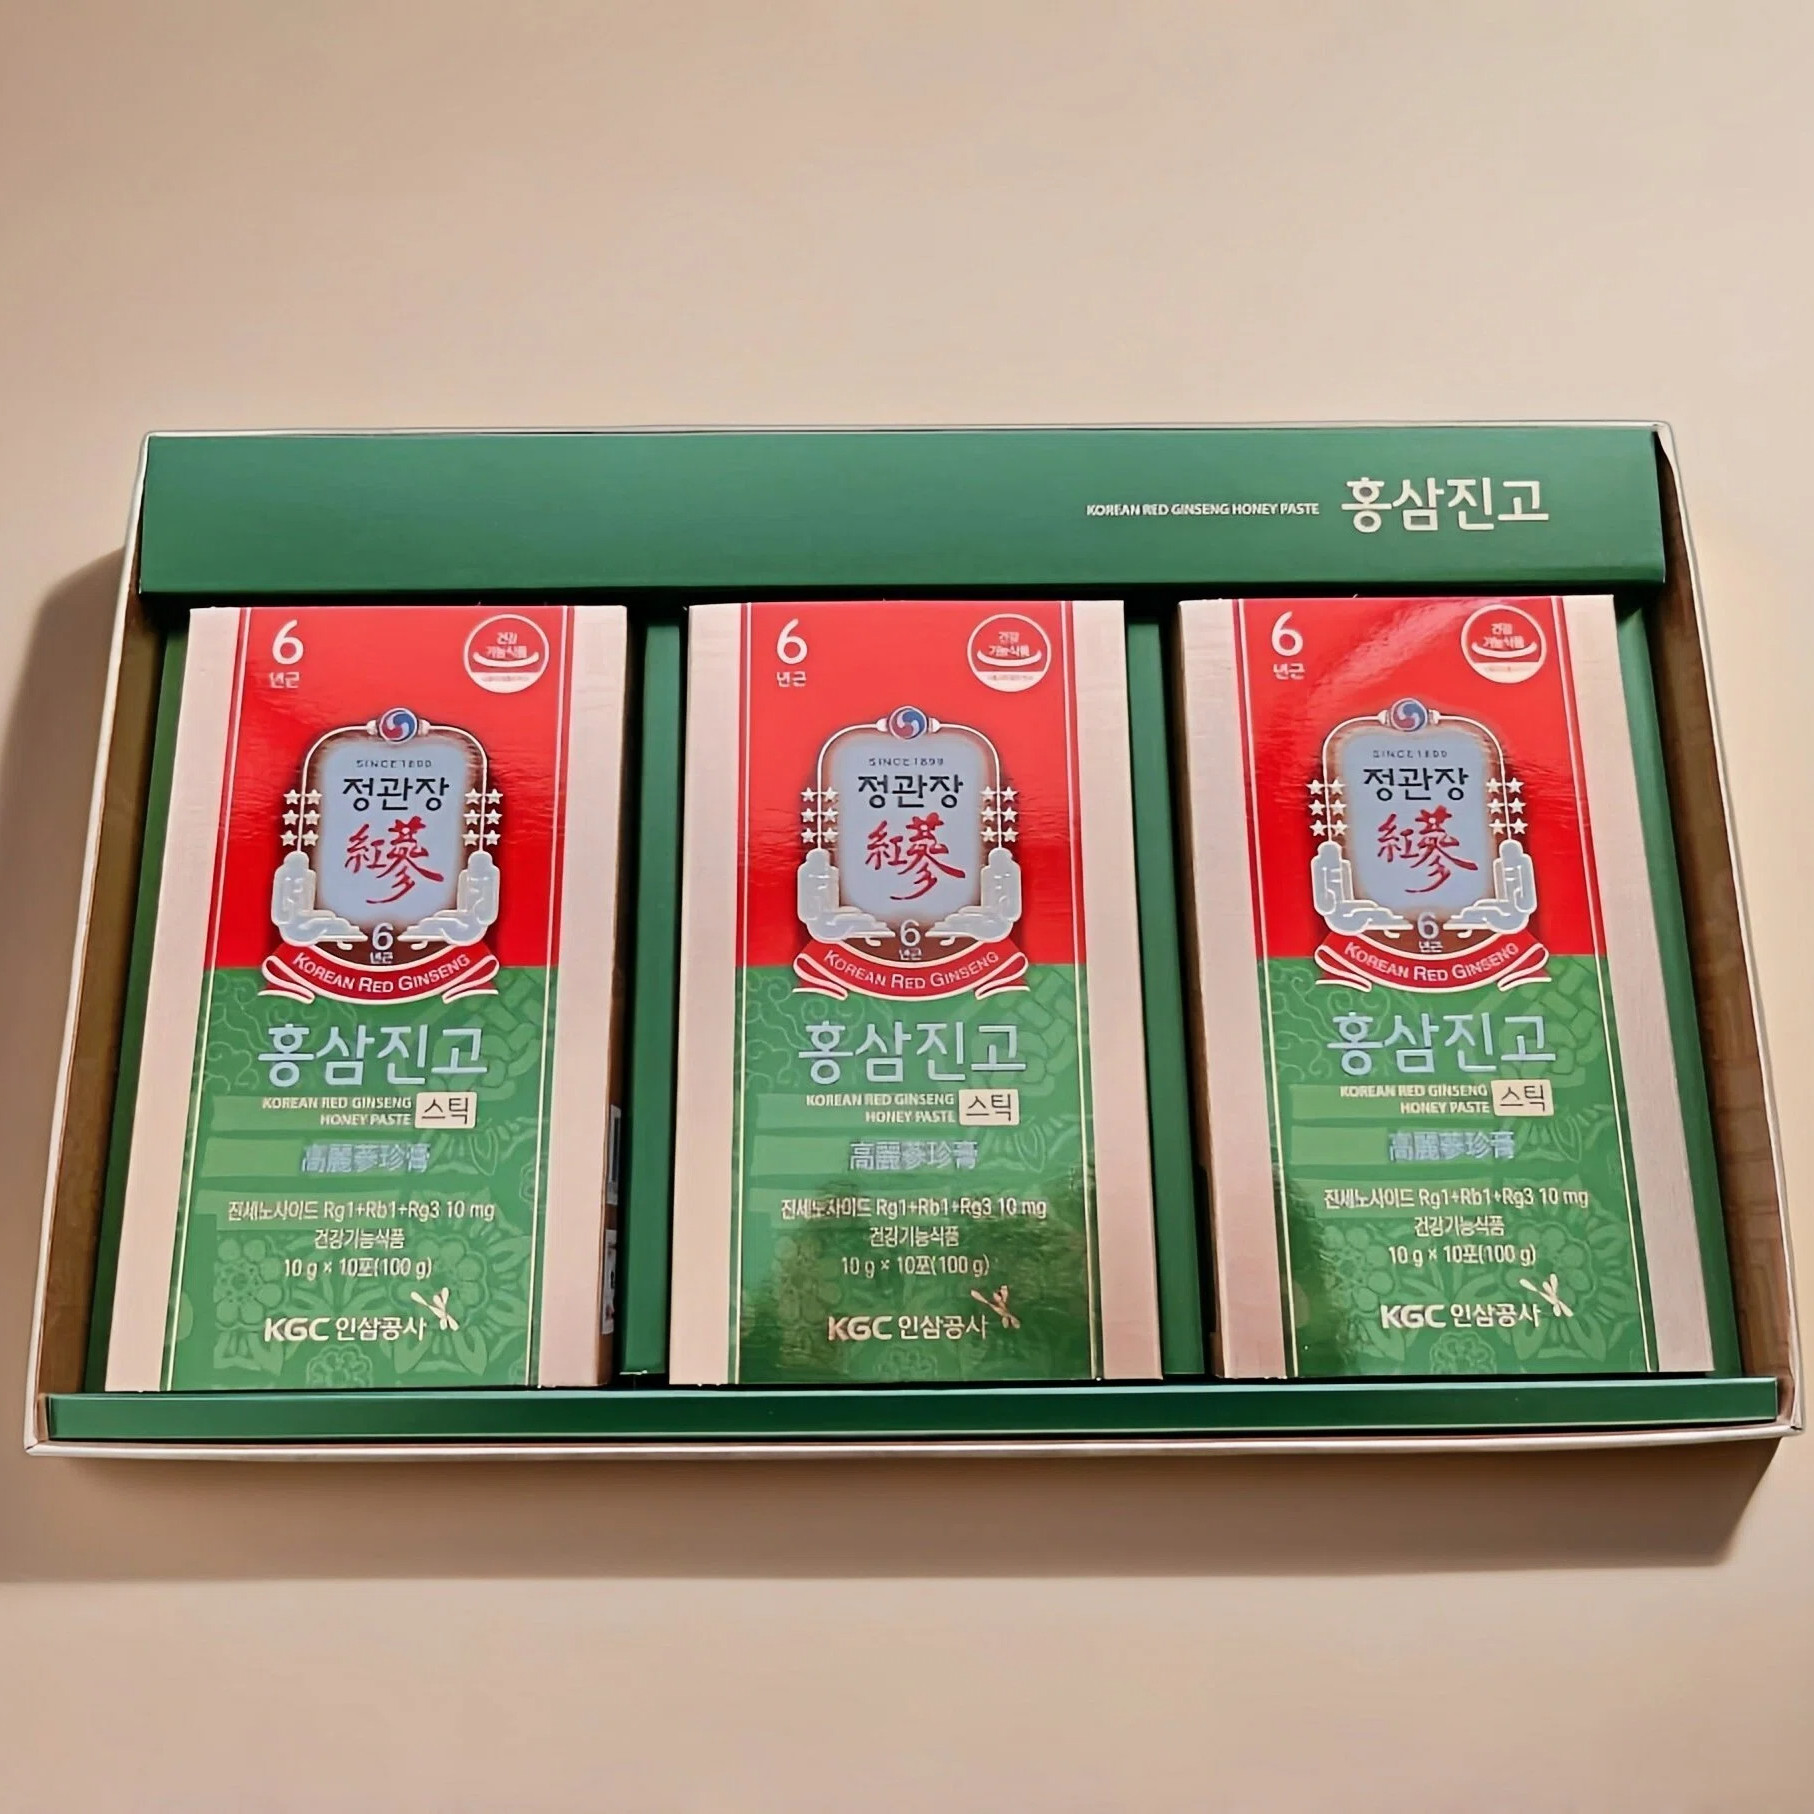 KOREAN RED GINSENG HONEY PASTE 홍삼진고
6
년근
건강
기능식품
SINCE 1899
정관장
紅蔘
6
년근
KOREAN RED GINSENG
홍삼진고
KOREAN RED GINSENG
HONEY PASTE 스틱
高麗蔘珍膏
진세노사이드 Rg1+Rb1+Rg3 10 mg
건강기능식품
10 g × 10포(100 g)
KGC 인삼공사
6
년근
건강
기능식품
SINCE 1899
정관장
紅蔘
6
년근
KOREAN RED GINSENG
홍삼진고
KOREAN RED GINSENG
HONEY PASTE 스틱
高麗蔘珍膏
진세노사이드 Rg1+Rb1+Rg3 10 mg
건강기능식품
10 g × 10포(100 g)
KGC 인삼공사
6
년근
건강
기능식품
SINCE 1899
정관장
紅蔘
6
년근
KOREAN RED GINSENG
홍삼진고
KOREAN RED GINSENG
HONEY PASTE 스틱
高麗蔘珍膏
진세노사이드 Rg1+Rb1+Rg3 10 mg
건강기능식품
10 g × 10포(100 g)
KGC 인삼공사